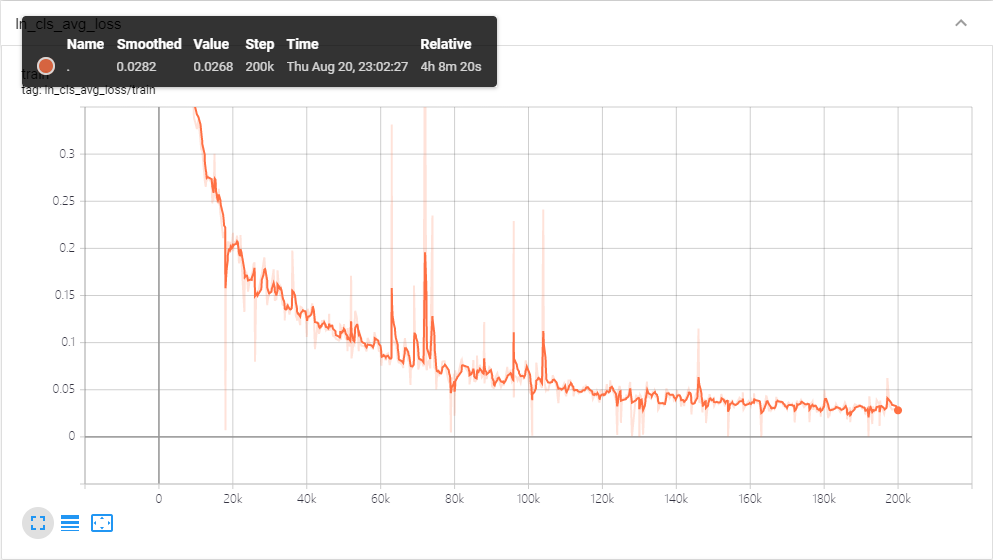 ln_cls_avg_loss
Name Smoothed Value Step Time Relative
. 0.0282 0.0268 200k Thu Aug 20, 23:02:27 4h 8m 20s
train
tag: ln_cls_avg_loss/train
0.3
0.25
0.2
0.15
0.1
0.05
0
0 20k 40k 60k 80k 100k 120k 140k 160k 180k 200k